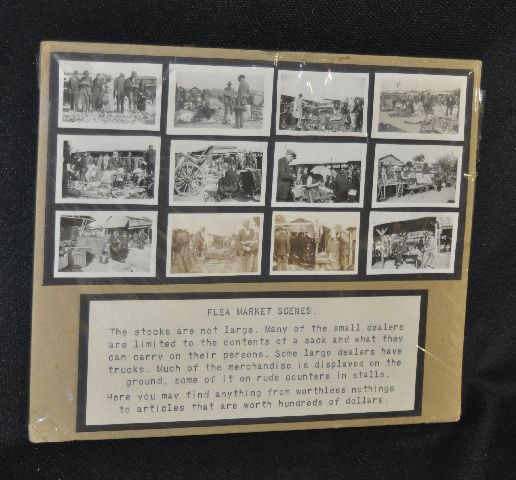 FLEA MARKET SCENES.
The stocks are not large. Many of the small dealers
are limited to the contents of a sack and what they
can carry on their persons. Some large dealers have
trucks. Much of the merchandise is displayed on the
ground, some of it on rude counters in stalls.
Here you may find anything from worthless nothings
to articles that are worth hundreds of dollars.